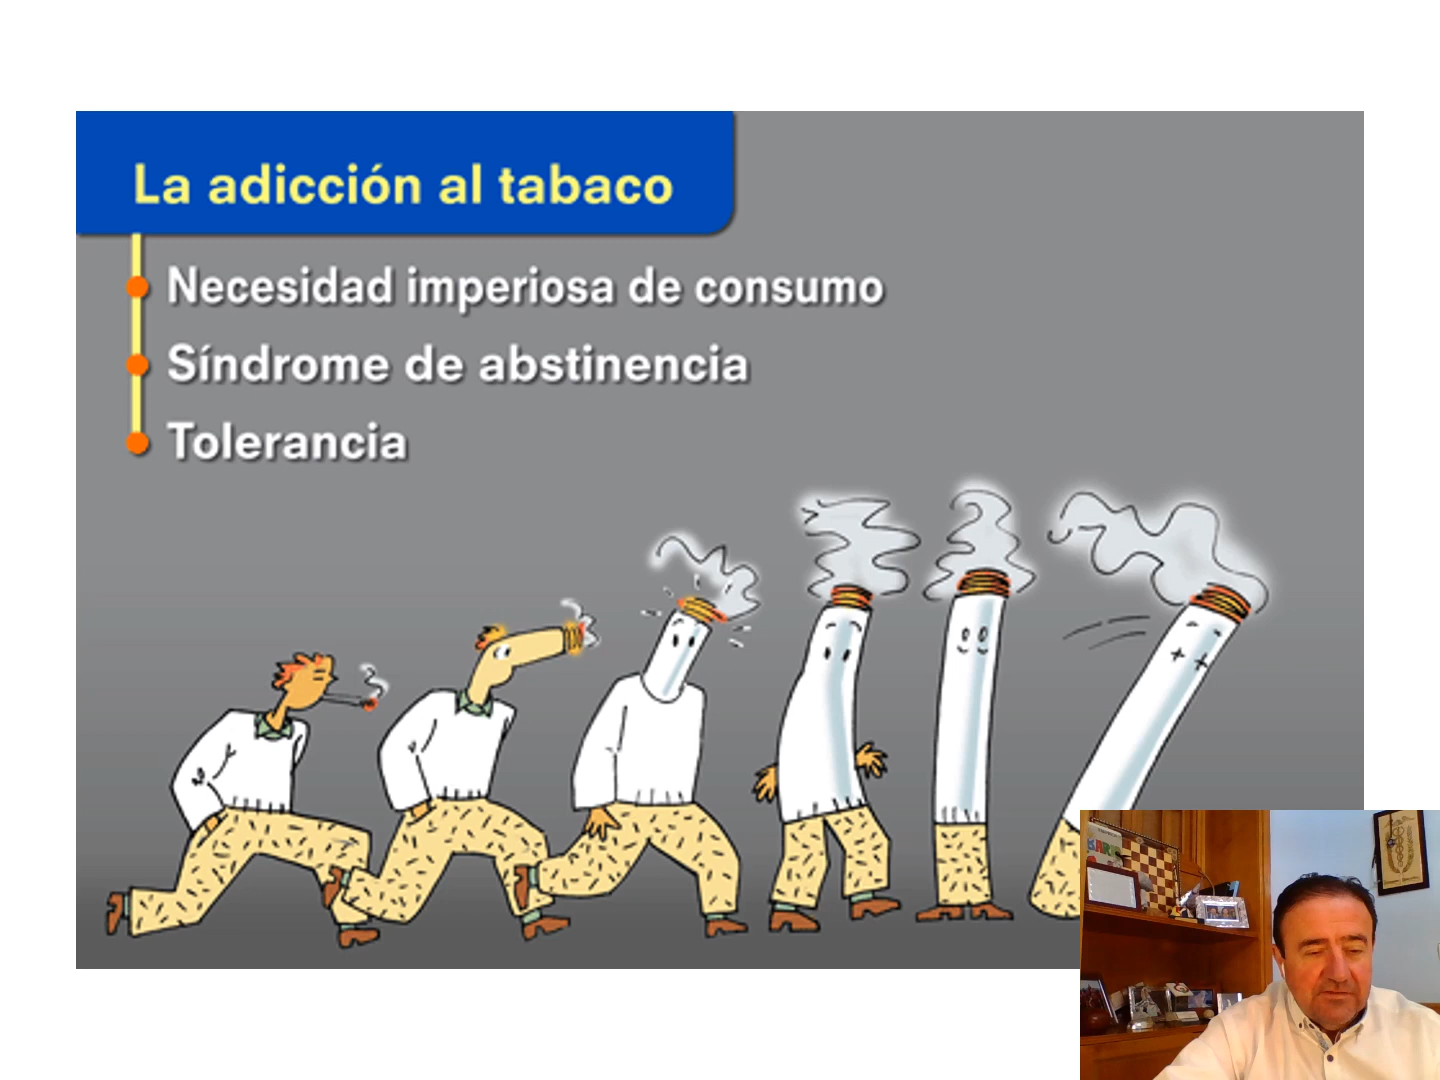 La adicción al tabaco
Necesidad imperiosa de consumo
Síndrome de abstinencia
Tolerancia